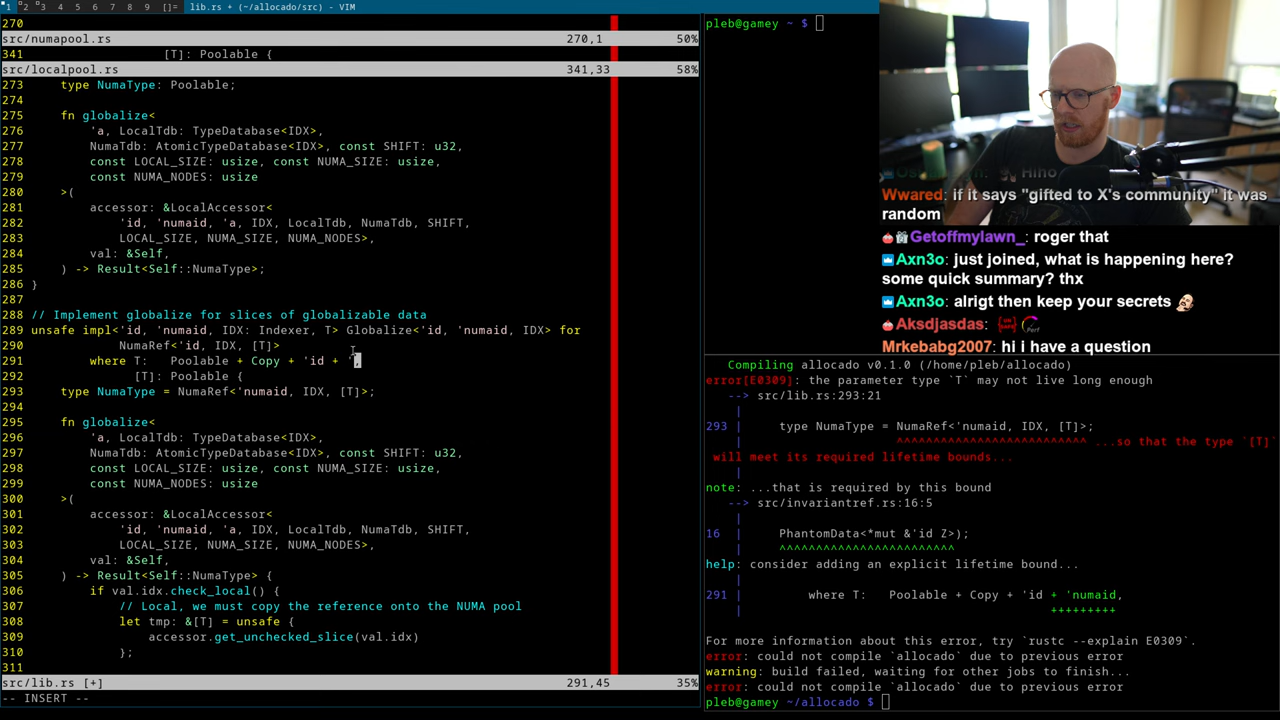 1 2 3 4 5 6 7 8 9 []= lib.rs + (~/allocado/src) - VIM
270
src/numapool.rs 270,1 50%
341 [T]: Poolable {
src/localpool.rs 341,33 58%
273 type NumaType: Poolable;
274
275 fn globalize<
276 'a, LocalTdb: TypeDatabase<IDX>,
277 NumaTdb: AtomicTypeDatabase<IDX>, const SHIFT: u32,
278 const LOCAL_SIZE: usize, const NUMA_SIZE: usize,
279 const NUMA_NODES: usize
280 >(
281 accessor: &LocalAccessor<
282 'id, 'numaid, 'a, IDX, LocalTdb, NumaTdb, SHIFT,
283 LOCAL_SIZE, NUMA_SIZE, NUMA_NODES>,
284 val: &Self,
285 ) -> Result<Self::NumaType>;
286 }
287
288 // Implement globalize for slices of globalizable data
289 unsafe impl<'id, 'numaid, IDX: Indexer, T> Globalize<'id, 'numaid, IDX> for
290 NumaRef<'id, IDX, [T]>
291 where T: Poolable + Copy + 'id + ',
292 [T]: Poolable {
293 type NumaType = NumaRef<'numaid, IDX, [T]>;
294
295 fn globalize<
296 'a, LocalTdb: TypeDatabase<IDX>,
297 NumaTdb: AtomicTypeDatabase<IDX>, const SHIFT: u32,
298 const LOCAL_SIZE: usize, const NUMA_SIZE: usize,
299 const NUMA_NODES: usize
300 >(
301 accessor: &LocalAccessor<
302 'id, 'numaid, 'a, IDX, LocalTdb, NumaTdb, SHIFT,
303 LOCAL_SIZE, NUMA_SIZE, NUMA_NODES>,
304 val: &Self,
305 ) -> Result<Self::NumaType> {
306 if val.idx.check_local() {
307 // Local, we must copy the reference onto the NUMA pool
308 let tmp: &[T] = unsafe {
309 accessor.get_unchecked_slice(val.idx)
310 };
311
src/lib.rs [+] 291,45 35%
-- INSERT --
pleb@gamey ~ $
Hiho
Wwared: if it says "gifted to X's community" it was
random
Getoffmylawn_: roger that
Axn3o: just joined, what is happening here?
some quick summary? thx
Axn3o: alrigt then keep your secrets
Aksdjasdas:
Mrkebabg2007: hi i have a question
Compiling allocado v0.1.0 (/home/pleb/allocado)
error[E0309]: the parameter type `T` may not live long enough
--> src/lib.rs:293:21
|
293 | type NumaType = NumaRef<'numaid, IDX, [T]>;
| ^^^^^^^^^^^^^^^^^^^^^^^^^^ ...so that the type `[T]`
will meet its required lifetime bounds...
|
note: ...that is required by this bound
--> src/invariantref.rs:16:5
|
16 | PhantomData<*mut &'id Z>);
| ^^^^^^^^^^^^^^^^^^^^^^^^
help: consider adding an explicit lifetime bound...
|
291 | where T: Poolable + Copy + 'id + 'numaid,
| +++++++++
For more information about this error, try `rustc --explain E0309`.
error: could not compile `allocado` due to previous error
warning: build failed, waiting for other jobs to finish...
error: could not compile `allocado` due to previous error
pleb@gamey ~/allocado $